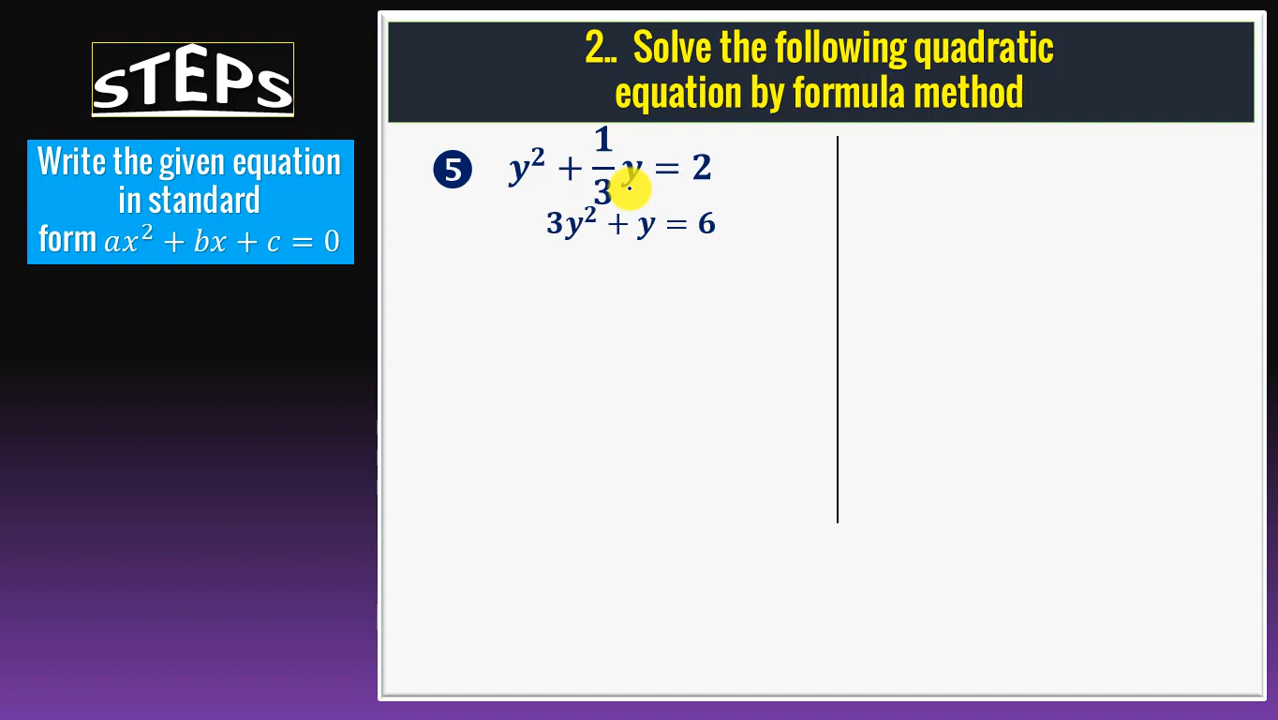 STEPS
Write the given equation
in standard
form ax² + bx + c = 0
2.. Solve the following quadratic
equation by formula method
5 y² + 1/3 y = 2
3y² + y = 6